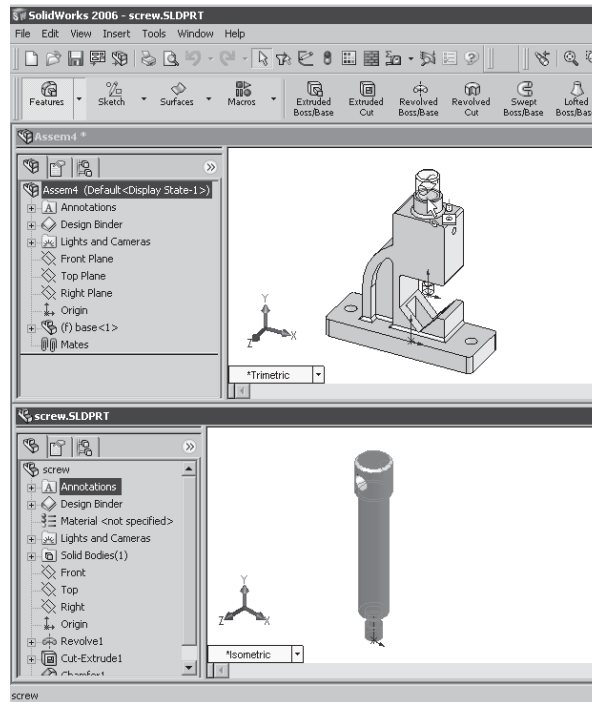 SolidWorks 2006 - screw.SLDPRT
File Edit View Insert Tools Window Help
Features Sketch Surfaces Macros Extruded Boss/Base Extruded Cut Revolved Boss/Base Revolved Cut Swept Boss/Base Lofted Boss/Bas
Assem4 *
Assem4 (Default<Display State-1>)
A Annotations
Design Binder
Lights and Cameras
Front Plane
Top Plane
Right Plane
Origin
(f) base<1>
Mates
Y
X
Z
*Trimetric
screw.SLDPRT
screw
A Annotations
Design Binder
Material <not specified>
Lights and Cameras
Solid Bodies(1)
Front
Top
Right
Origin
Revolve1
Cut-Extrude1
Chamfer1
Y
Z X
*Isometric
screw